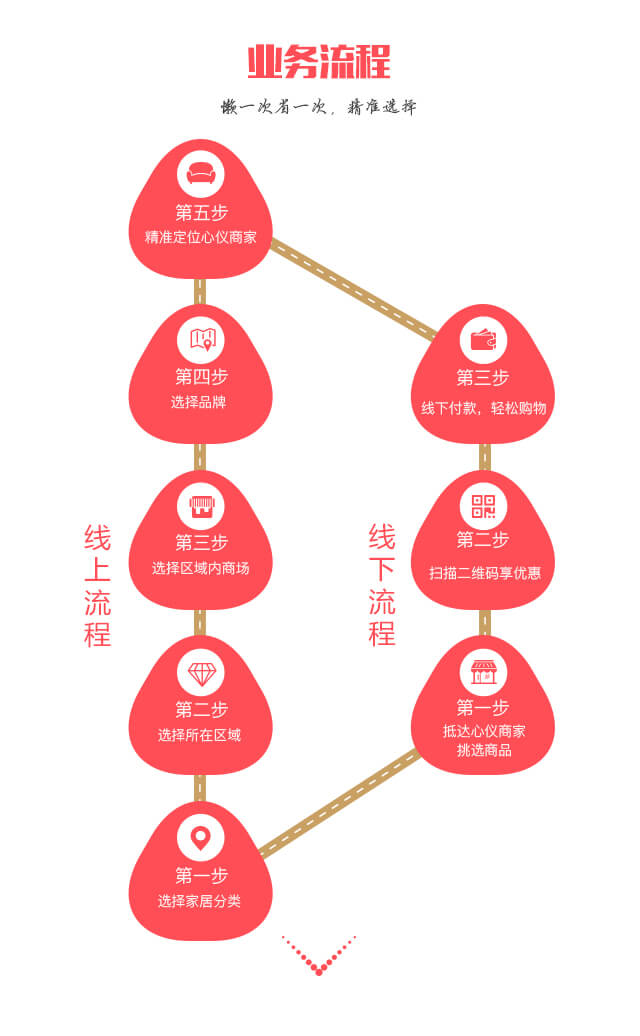 业务流程
懒一次省一次，精准选择
第五步
精准定位心仪商家
第四步
选择品牌
第三步
选择区域内商场
第二步
选择所在区域
第一步
选择家居分类
线上流程
第三步
线下付款，轻松购物
第二步
扫描二维码享优惠
第一步
抵达心仪商家
挑选商品
线下流程